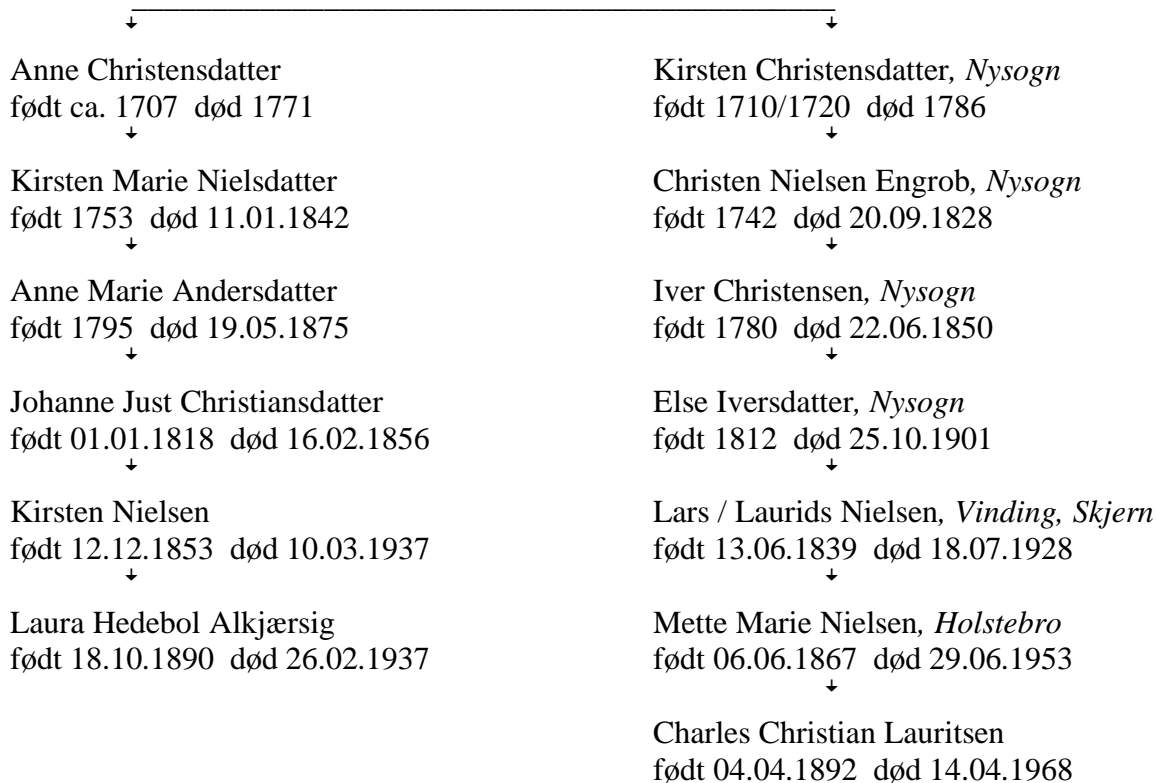 Anne Christensdatter
født ca. 1707 død 1771
Kirsten Marie Nielsdatter
født 1753 død 11.01.1842
Anne Marie Andersdatter
født 1795 død 19.05.1875
Johanne Just Christiansdatter
født 01.01.1818 død 16.02.1856
Kirsten Nielsen
født 12.12.1853 død 10.03.1937
Laura Hedebol Alkjærsig
født 18.10.1890 død 26.02.1937
Kirsten Christensdatter, Nysogn
født 1710/1720 død 1786
Christen Nielsen Engrob, Nysogn
født 1742 død 20.09.1828
Iver Christensen, Nysogn
født 1780 død 22.06.1850
Else Iversdatter, Nysogn
født 1812 død 25.10.1901
Lars / Laurids Nielsen, Vinding, Skjern
født 13.06.1839 død 18.07.1928
Mette Marie Nielsen, Holstebro
født 06.06.1867 død 29.06.1953
Charles Christian Lauritsen
født 04.04.1892 død 14.04.1968